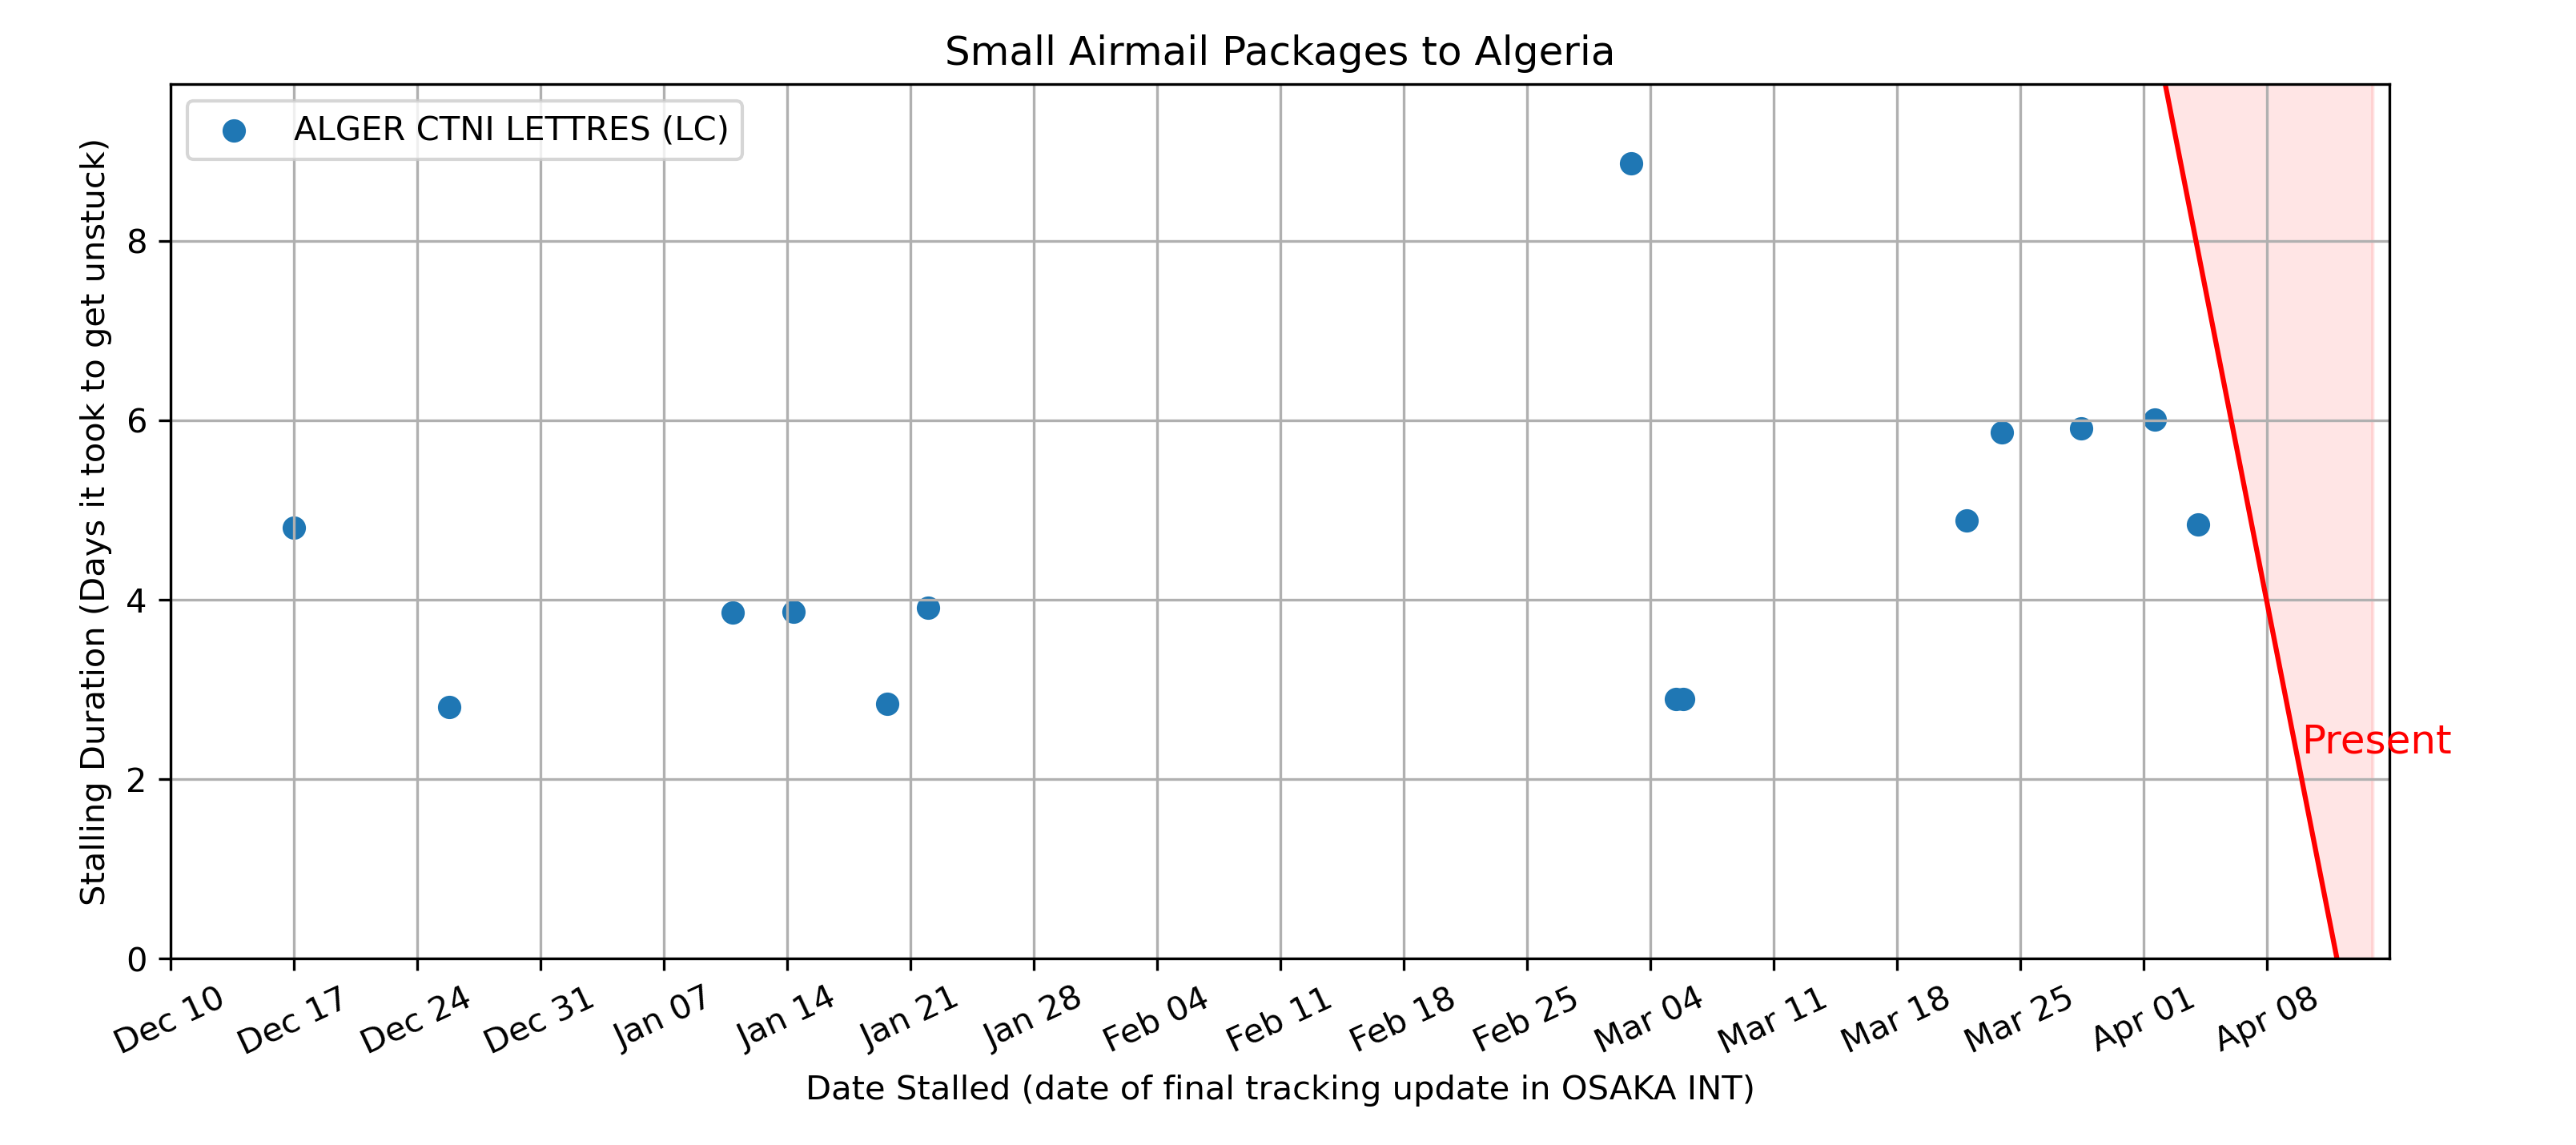 Small Airmail Packages to Algeria
ALGER CTNI LETTRES (LC)
Stalling Duration (Days it took to get unstuck)
8
6
4
2
0
Present
Dec 10
Dec 17
Dec 24
Dec 31
Jan 07
Jan 14
Jan 21
Jan 28
Feb 04
Feb 11
Feb 18
Feb 25
Mar 04
Mar 11
Mar 18
Mar 25
Apr 01
Apr 08
Date Stalled (date of final tracking update in OSAKA INT)